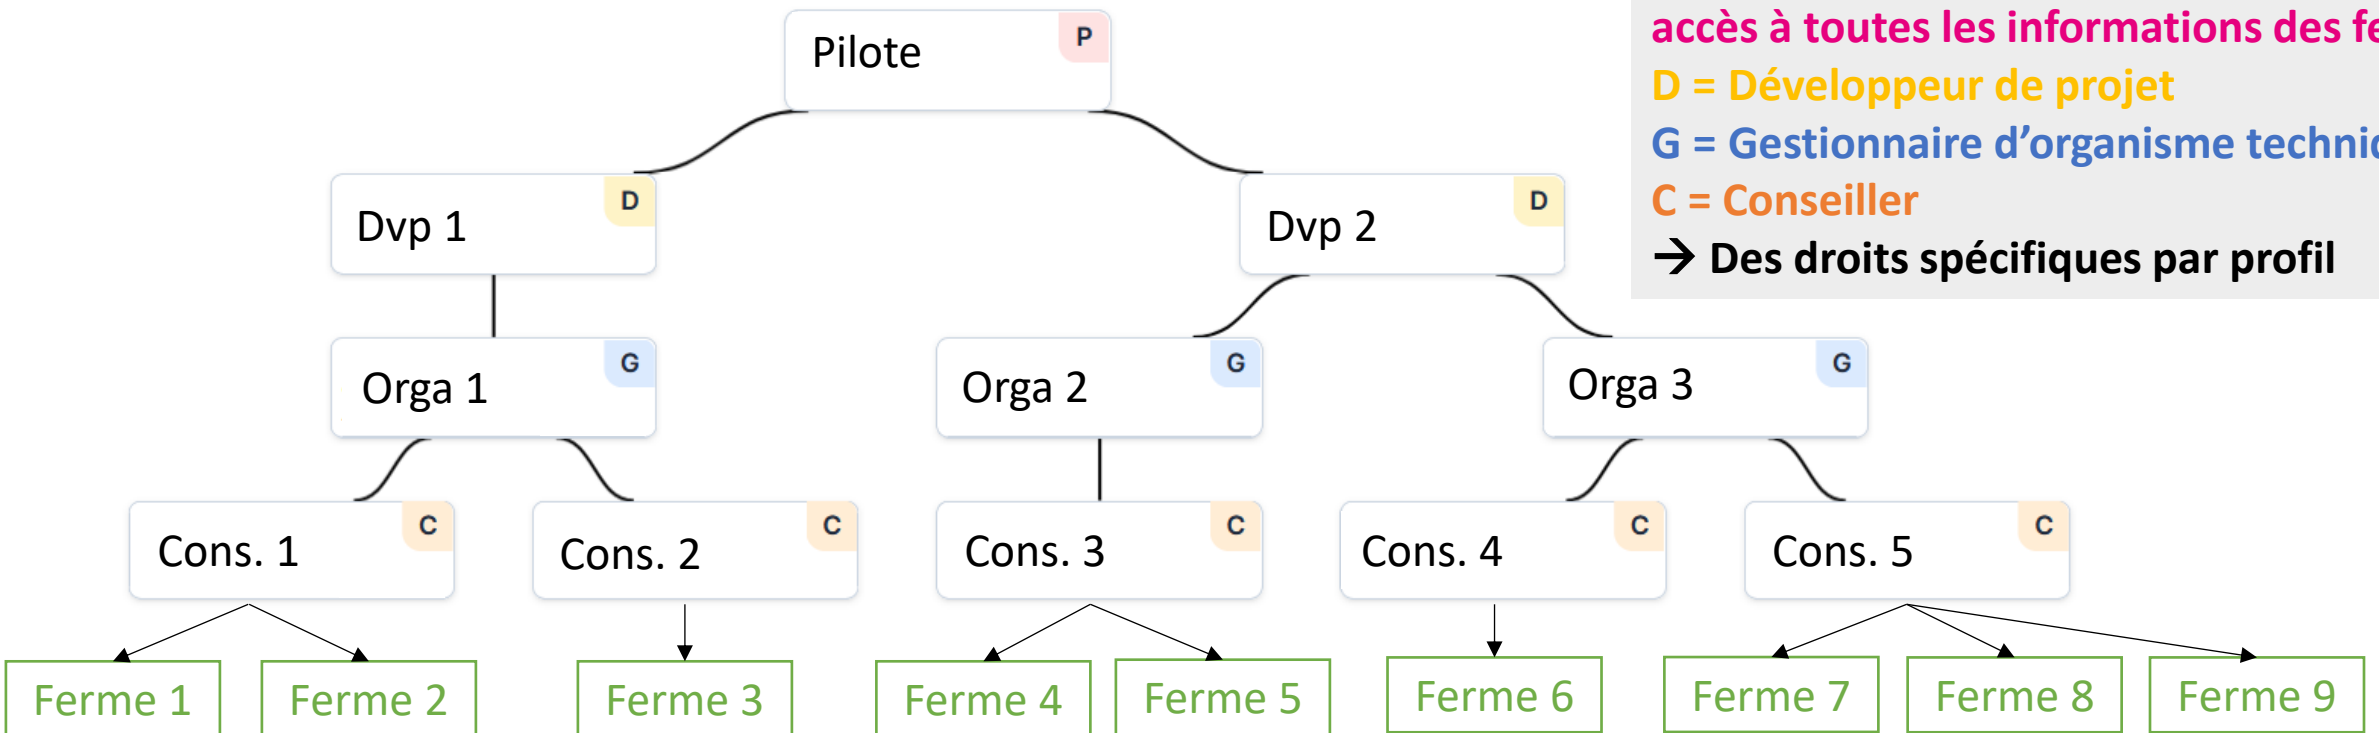 Pilote P
accès à toutes les informations des
D = Développeur de projet
G = Gestionnaire d’organisme
C = Conseiller
→ Des droits spécifiques par profil
Dvp 1 D
Dvp 2 D
Orga 1 G
Orga 2 G
Orga 3 G
Cons. 1 C
Cons. 2 C
Cons. 3 C
Cons. 4 C
Cons. 5 C
Ferme 1
Ferme 2
Ferme 3
Ferme 4
Ferme 5
Ferme 6
Ferme 7
Ferme 8
Ferme 9